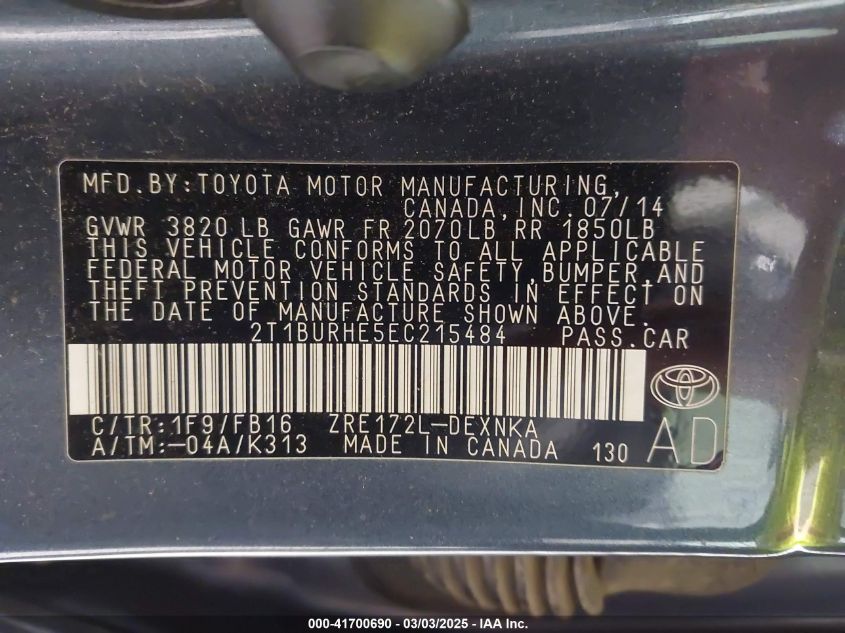 MFD.BY:TOYOTA MOTOR MANUFACTURING,
CANADA,INC.07/14
GVWR 3820 LB GAWR FR 2070LB RR 1850LB
THIS VEHICLE CONFORMS TO ALL APPLICABLE
FEDERAL MOTOR VEHICLE SAFETY,BUMPER,AND
THEFT PREVENTION STANDARDS IN EFFECT ON
THE DATE OF MANUFACTURE SHOWN ABOVE.
2T1BURHE5EC215484 PASS.CAR
C/TR:1F9/FB16 ZRE172L-DEXNKA
A/TM:-04A/K313 MADE IN CANADA 130 AD
000-41700690 - 03/03/2025 - IAA Inc.